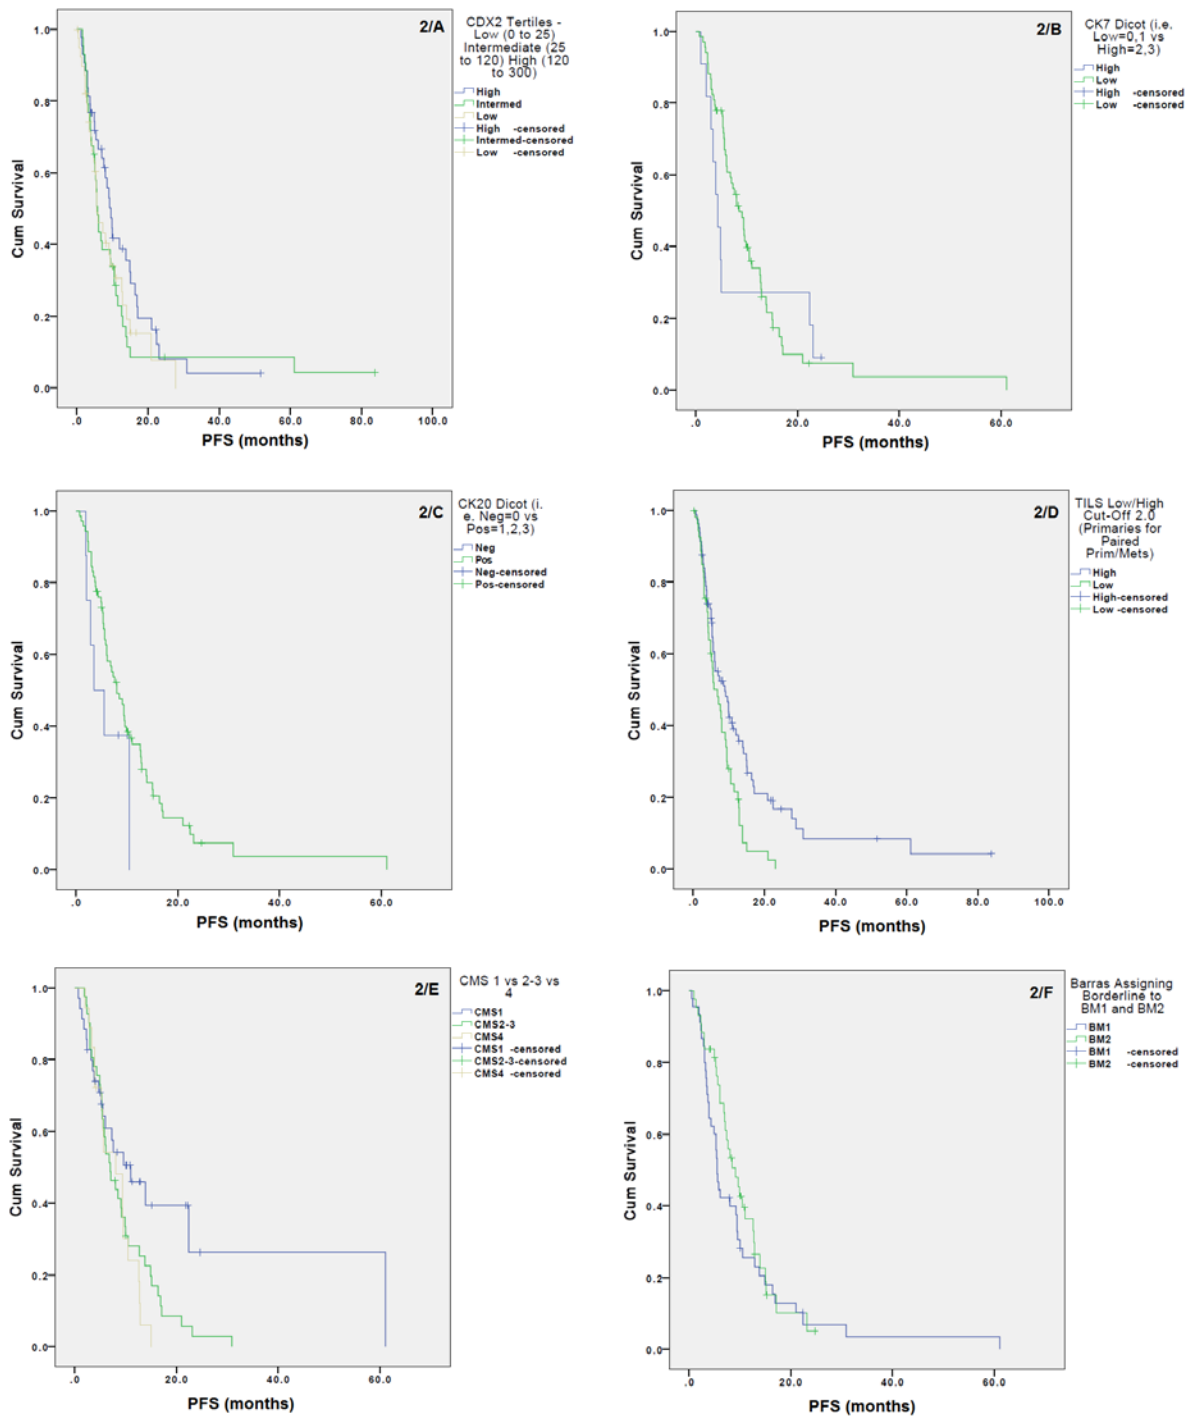 2/A
CDX2 Tertiles -
Low (0 to 25)
Intermediate (25
to 120) High (120
to 300)
High
Intermed
Low
High -censored
Intermed-censored
Low -censored
Cum Survival
1.0
0.8
0.6
0.4
0.2
0.0
.0 20.0 40.0 60.0 80.0 100.0
PFS (months)
2/B
CK7 Dicot (i.e.
Low=0,1 vs
High=2,3)
High
Low
High -censored
Low -censored
Cum Survival
1.0
0.8
0.6
0.4
0.2
0.0
.0 20.0 40.0 60.0
PFS (months)
2/C
CK20 Dicot (i.
e. Neg=0 vs
Pos=1,2,3)
Neg
Pos
Neg-censored
Pos-censored
Cum Survival
1.0
0.8
0.6
0.4
0.2
0.0
.0 20.0 40.0 60.0
PFS (months)
2/D
TILS Low/High
Cut-Off 2.0
(Primaries for
Paired
Prim/Mets)
High
Low
High-censored
Low -censored
Cum Survival
1.0
0.8
0.6
0.4
0.2
0.0
.0 20.0 40.0 60.0 80.0 100.0
PFS (months)
2/E
CMS 1 vs 2-3 vs
4
CMS1
CMS2-3
CMS4
CMS1 -censored
CMS2-3-censored
CMS4 -censored
Cum Survival
1.0
0.8
0.6
0.4
0.2
0.0
.0 20.0 40.0 60.0
PFS (months)
2/F
Barras Assigning
Borderline to
BM1 and BM2
BM1
BM2
BM1 -censored
BM2 -censored
Cum Survival
1.0
0.8
0.6
0.4
0.2
0.0
.0 20.0 40.0 60.0
PFS (months)